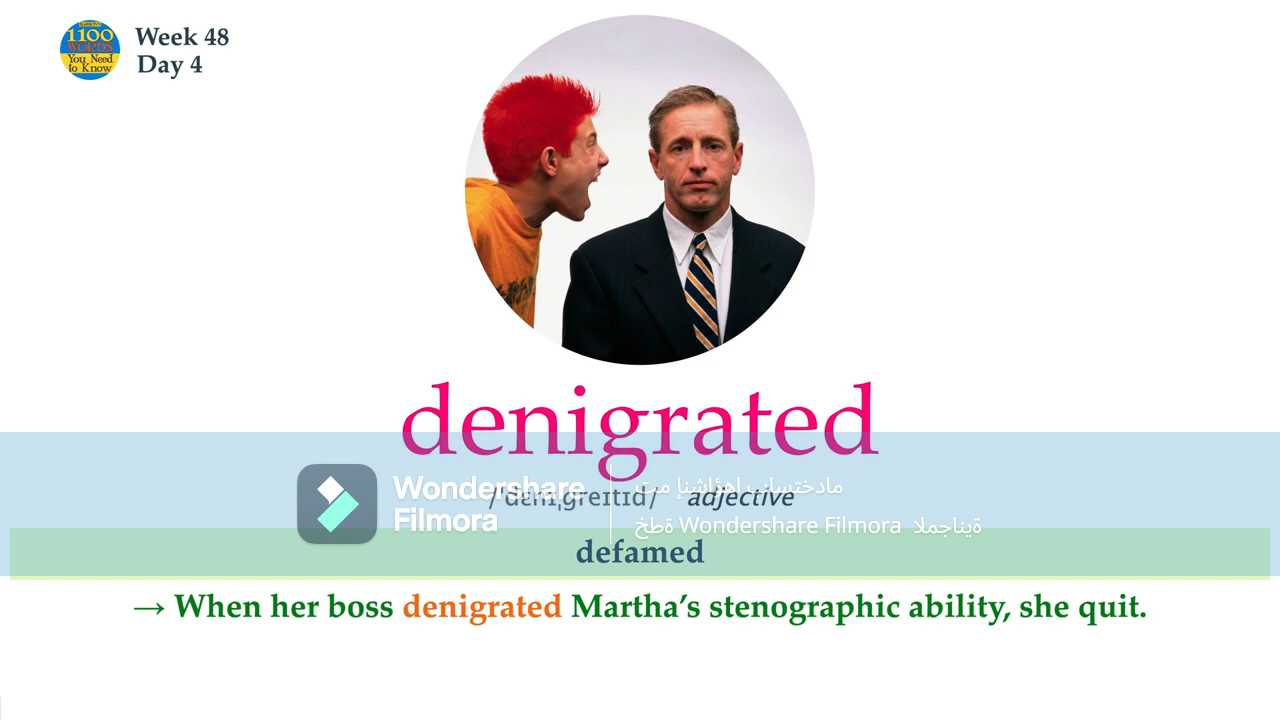 1100
WORDS
You Need
to Know
Week 48
Day 4
denigrated
/ˈdenɪˌgreɪtɪd/ adjective
Wondershare
Filmora
تم إنشاؤها باستخدام
خطة Wondershare Filmora المجانية
defamed
→ When her boss denigrated Martha’s stenographic ability, she quit.